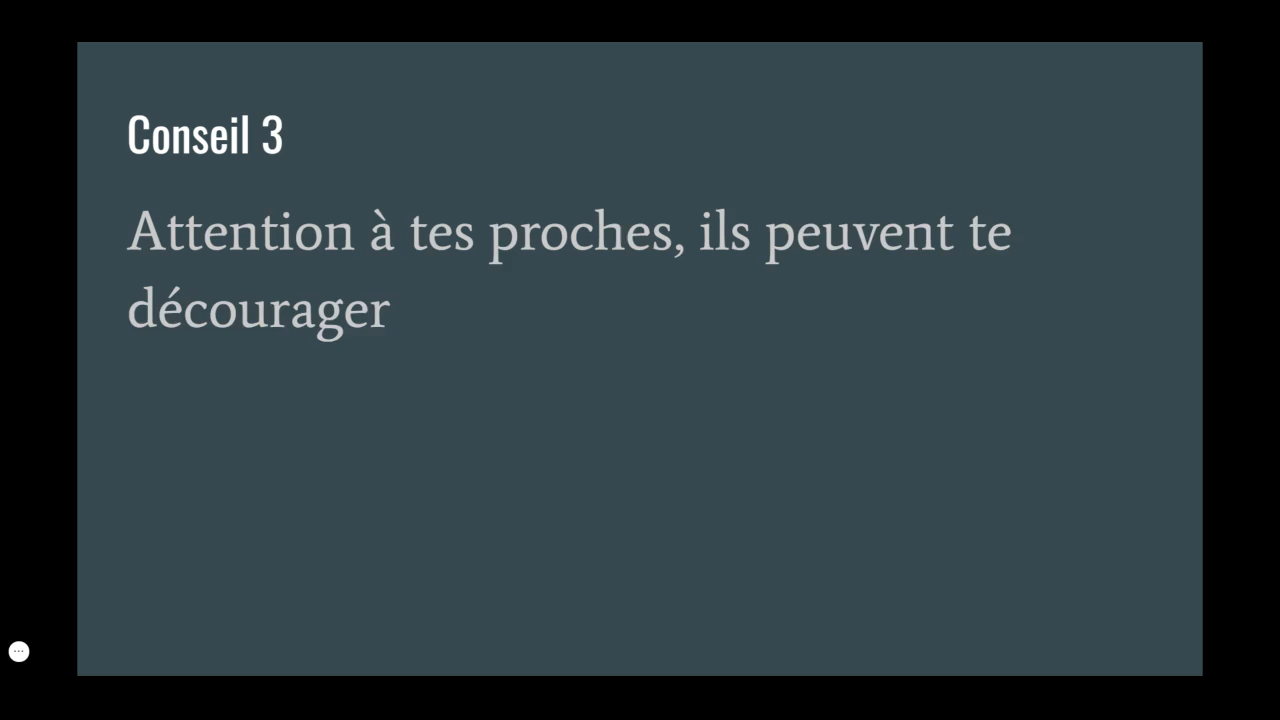 Conseil 3
Attention à tes proches, ils peuvent te
décourager